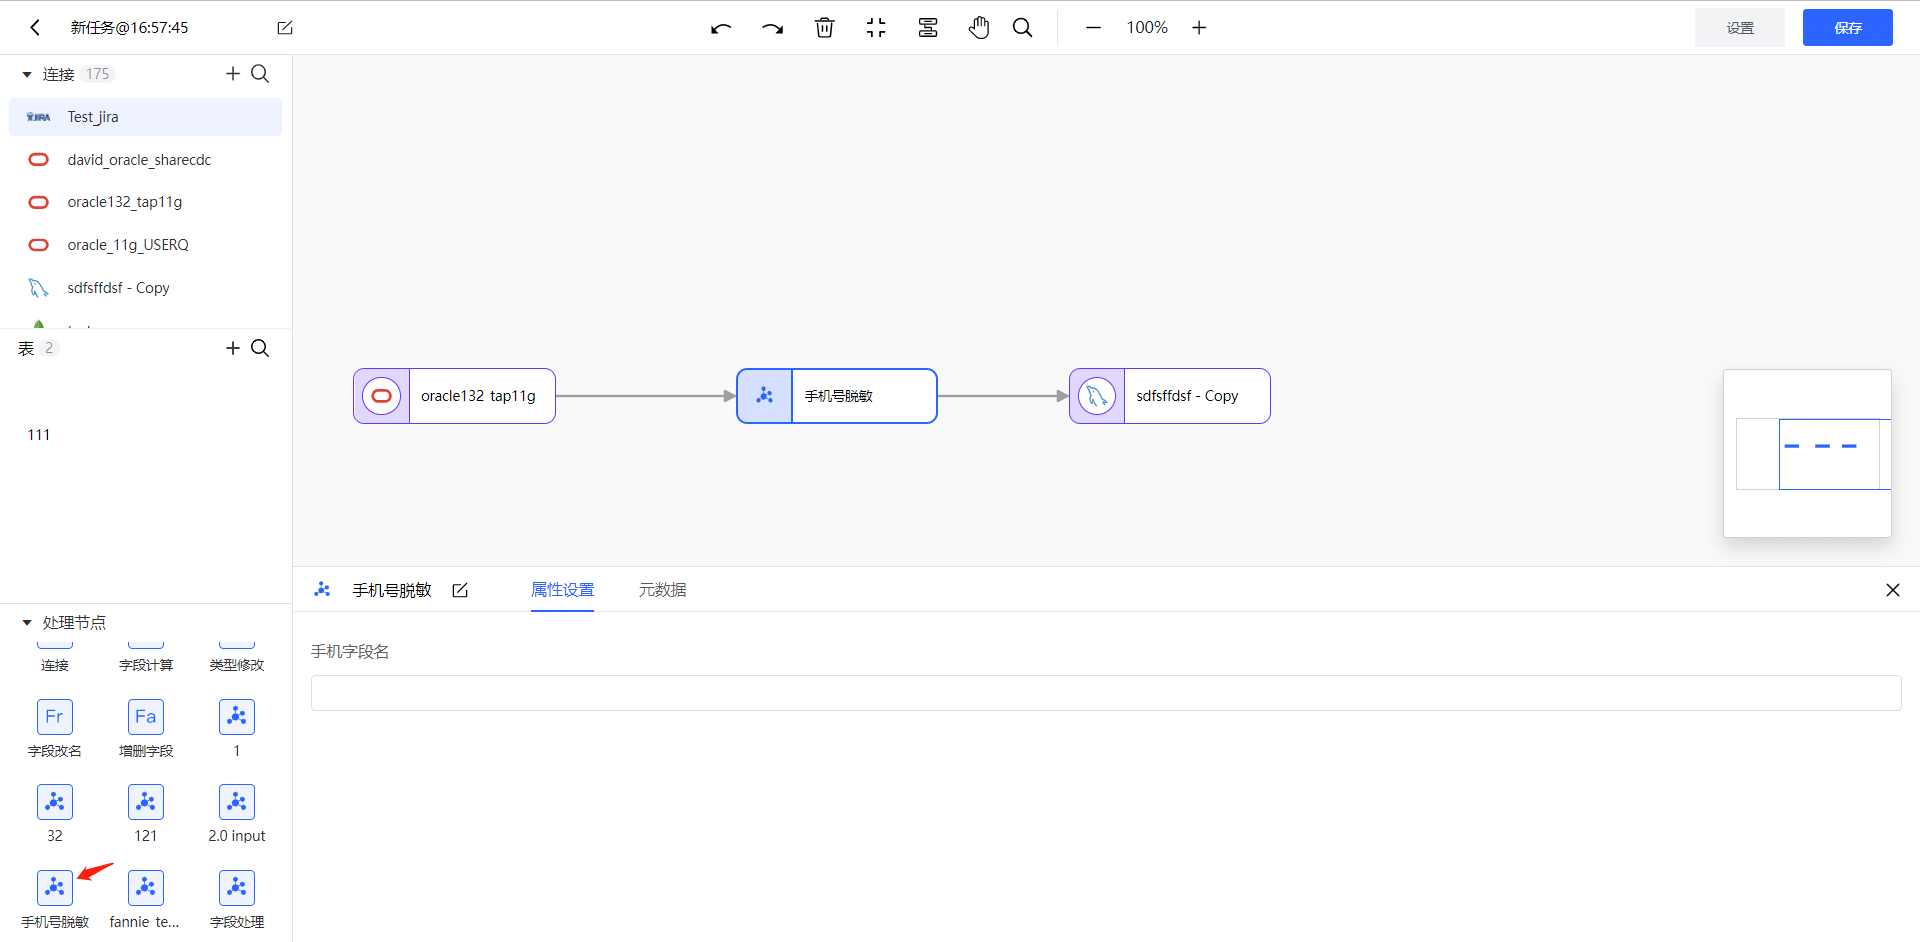 新任务@16:57:45
100%
设置
保存
连接 175
JIRA Test_jira
david_oracle_sharecdc
oracle132_tap11g
oracle_11g_USERQ
sdfsffdsf - Copy
表 2
111
oracle132 tap11g
手机号脱敏
sdfsffdsf - Copy
手机号脱敏
属性设置
元数据
手机字段名
处理节点
连接
字段计算
类型修改
Fr
Fa
字段改名
增删字段
1
32
121
2.0 input
手机号脱敏
fannie te...
字段处理